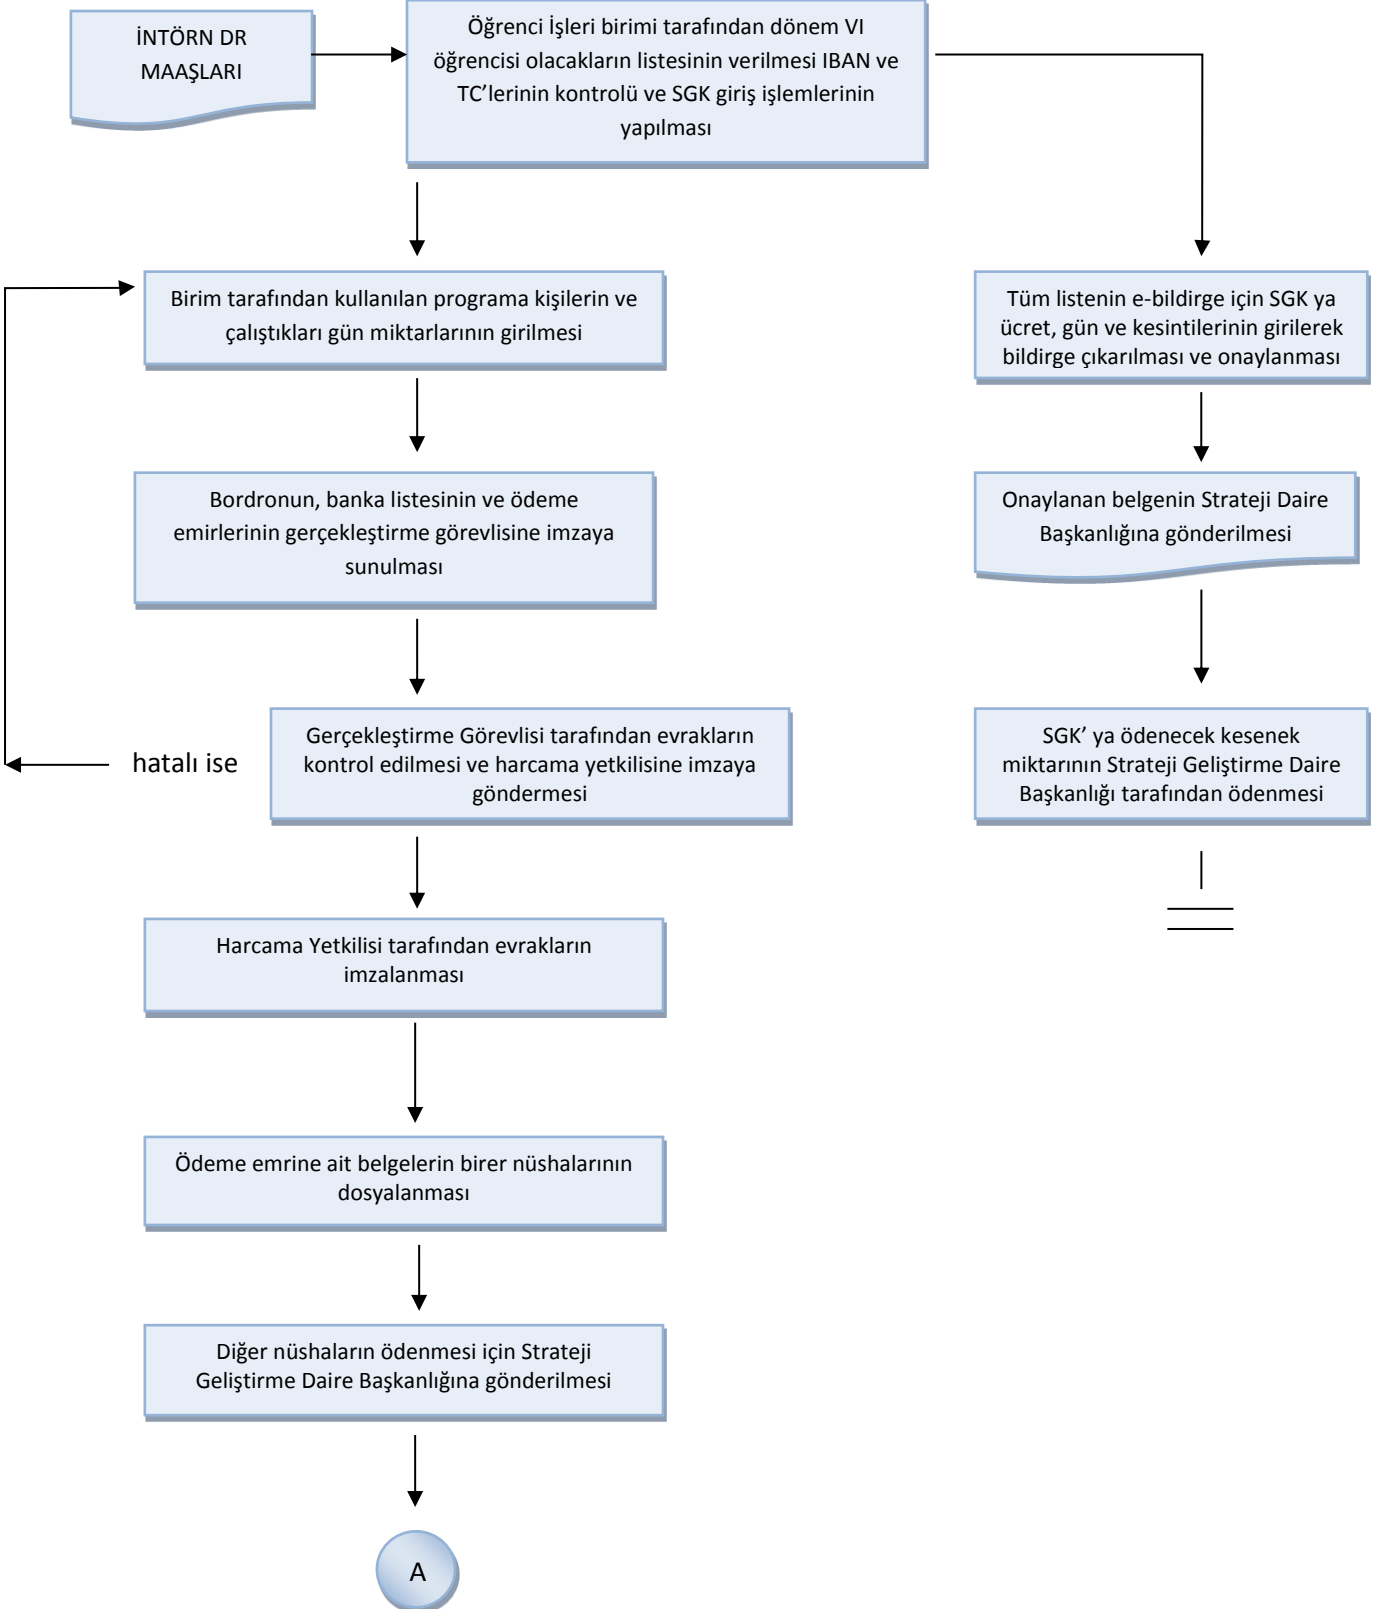 İNTÖRN DR
MAAŞLARI
Öğrenci İşleri birimi tarafından dönem VI
öğrencisi olacakların listesinin verilmesi IBAN ve
TC’lerinin kontrolü ve SGK giriş işlemlerinin
yapılması
Birim tarafından kullanılan programa kişilerin ve
çalıştıkları gün miktarlarının girilmesi
Tüm listenin e-bildirge için SGK ya
ücret, gün ve kesintilerinin girilerek
bildirge çıkarılması ve onaylanması
Bordronun, banka listesinin ve ödeme
emirlerinin gerçekleştirme görevlisine imzaya
sunulması
Onaylanan belgenin Strateji Daire
Başkanlığına gönderilmesi
hatalı ise
Gerçekleştirme Görevlisi tarafından evrakların
kontrol edilmesi ve harcama yetkilisine imzaya
göndermesi
SGK’ ya ödenecek kesenek
miktarının Strateji Geliştirme Daire
Başkanlığı tarafından ödenmesi
Harcama Yetkilisi tarafından evrakların
imzalanması
Ödeme emrine ait belgelerin birer nüshalarının
dosyalanması
Diğer nüshaların ödenmesi için Strateji
Geliştirme Daire Başkanlığına gönderilmesi
A